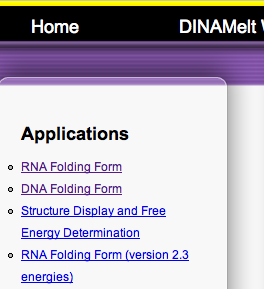 Home DINAMelt
Applications
RNA Folding Form
DNA Folding Form
Structure Display and Free
Energy Determination
RNA Folding Form (version 2.3
energies)